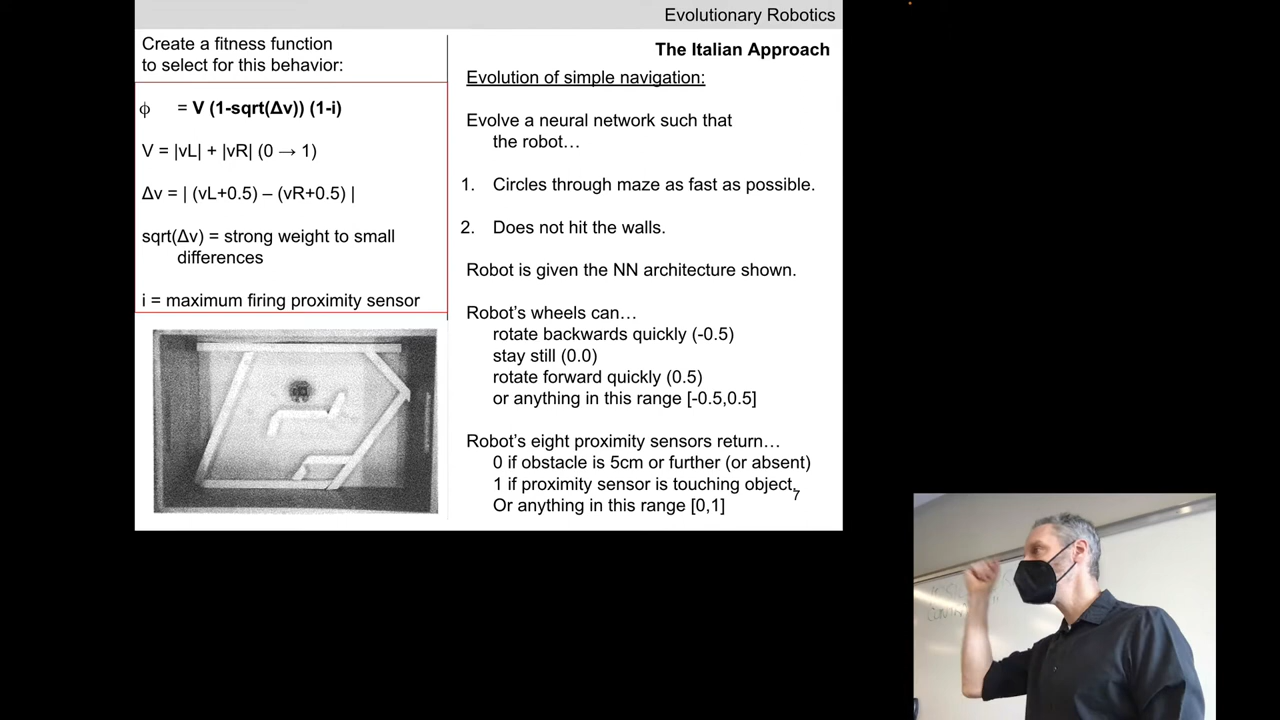 Evolutionary Robotics
Create a fitness function
to select for this behavior:
ϕ = V (1-sqrt(Δv)) (1-i)
V = |vL| + |vR| (0 → 1)
Δv = | (vL+0.5) – (vR+0.5) |
sqrt(Δv) = strong weight to small
differences
i = maximum firing proximity sensor
The Italian Approach
Evolution of simple navigation:
Evolve a neural network such that
the robot…
1. Circles through maze as fast as possible.
2. Does not hit the walls.
Robot is given the NN architecture shown.
Robot’s wheels can…
rotate backwards quickly (-0.5)
stay still (0.0)
rotate forward quickly (0.5)
or anything in this range [-0.5,0.5]
Robot’s eight proximity sensors return…
0 if obstacle is 5cm or further (or absent)
1 if proximity sensor is touching object.
Or anything in this range [0,1]
7